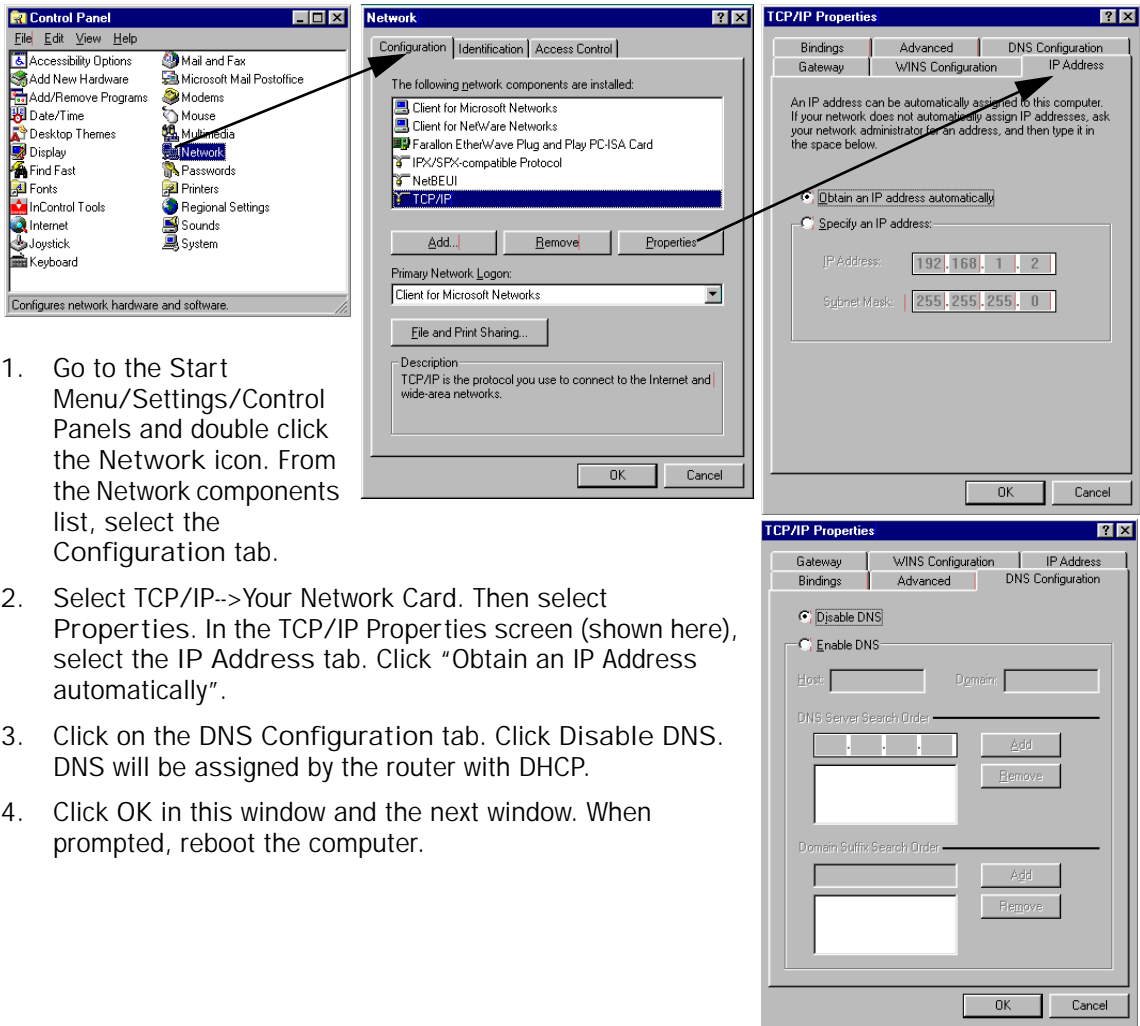 Control Panel
File Edit View Help
Accessibility Options
Add New Hardware
Add/Remove Programs
Date/Time
Desktop Themes
Display
Find Fast
Fonts
InControl Tools
Internet
Joystick
Keyboard
Mail and Fax
Microsoft Mail Postoffice
Modems
Mouse
Multimedia
Network
Passwords
Printers
Regional Settings
Sounds
System
Configures network hardware and software.
Network
Configuration Identification Access Control
The following network components are installed:
Client for Microsoft Networks
Client for NetWare Networks
Farallon EtherWave Plug and Play PC-ISA Card
IPX/SPX-compatible Protocol
NetBEUI
TCP/IP
Add... Remove Properties
Primary Network Logon:
Client for Microsoft Networks
File and Print Sharing...
Description
TCP/IP is the protocol you use to connect to the Internet and
wide-area networks.
OK Cancel
TCP/IP Properties
Bindings Advanced DNS Configuration
Gateway WINS Configuration IP Address
An IP address can be automatically assigned to this computer.
If your network does not automatically assign IP addresses, ask
your network administrator for an address, and then type it in
the space below.
Obtain an IP address automatically
Specify an IP address:
IP Address: 192.168. 1 . 2
Subnet Mask: 255.255.255. 0
OK Cancel
1. Go to the Start
Menu/Settings/Control
Panels and double click
the Network icon. From
the Network components
list, select the
Configuration tab.
2. Select TCP/IP-->Your Network Card. Then select
Properties. In the TCP/IP Properties screen (shown here),
select the IP Address tab. Click “Obtain an IP Address
automatically”.
3. Click on the DNS Configuration tab. Click Disable DNS.
DNS will be assigned by the router with DHCP.
4. Click OK in this window and the next window. When
prompted, reboot the computer.
TCP/IP Properties
Gateway WINS Configuration IP Address
Bindings Advanced DNS Configuration
Disable DNS
Enable DNS
Host: Domain:
DNS Server Search Order
. . .
Add
Remove
Domain Suffix Search Order
Add
Remove
OK Cancel